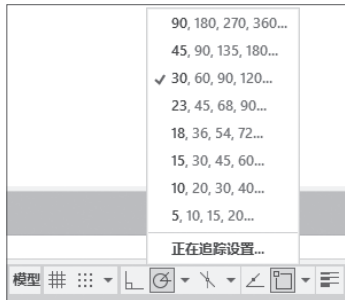 90, 180, 270, 360...
45, 90, 135, 180...
30, 60, 90, 120...
23, 45, 68, 90...
18, 36, 54, 72...
15, 30, 45, 60...
10, 20, 30, 40...
5, 10, 15, 20...
正在追踪设置...
模型